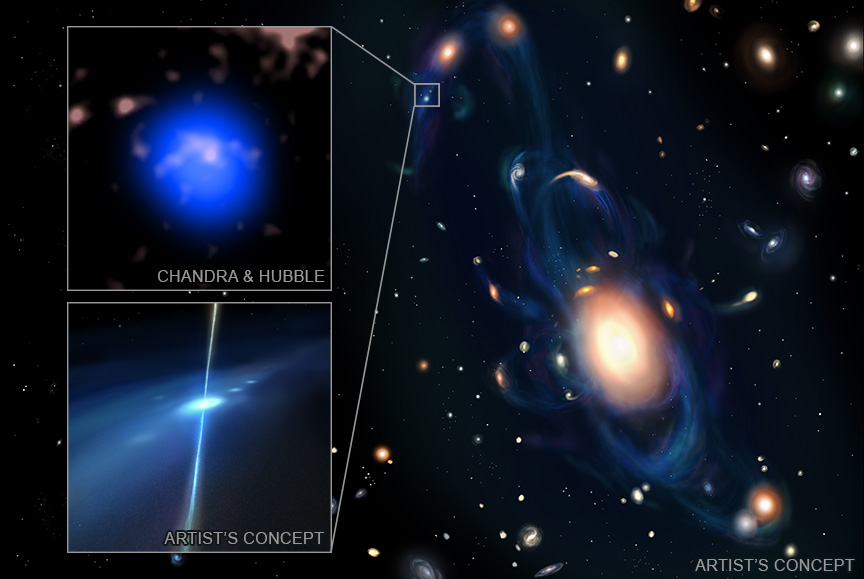 CHANDRA & HUBBLE
ARTIST'S CONCEPT
ARTIST'S CONCEPT